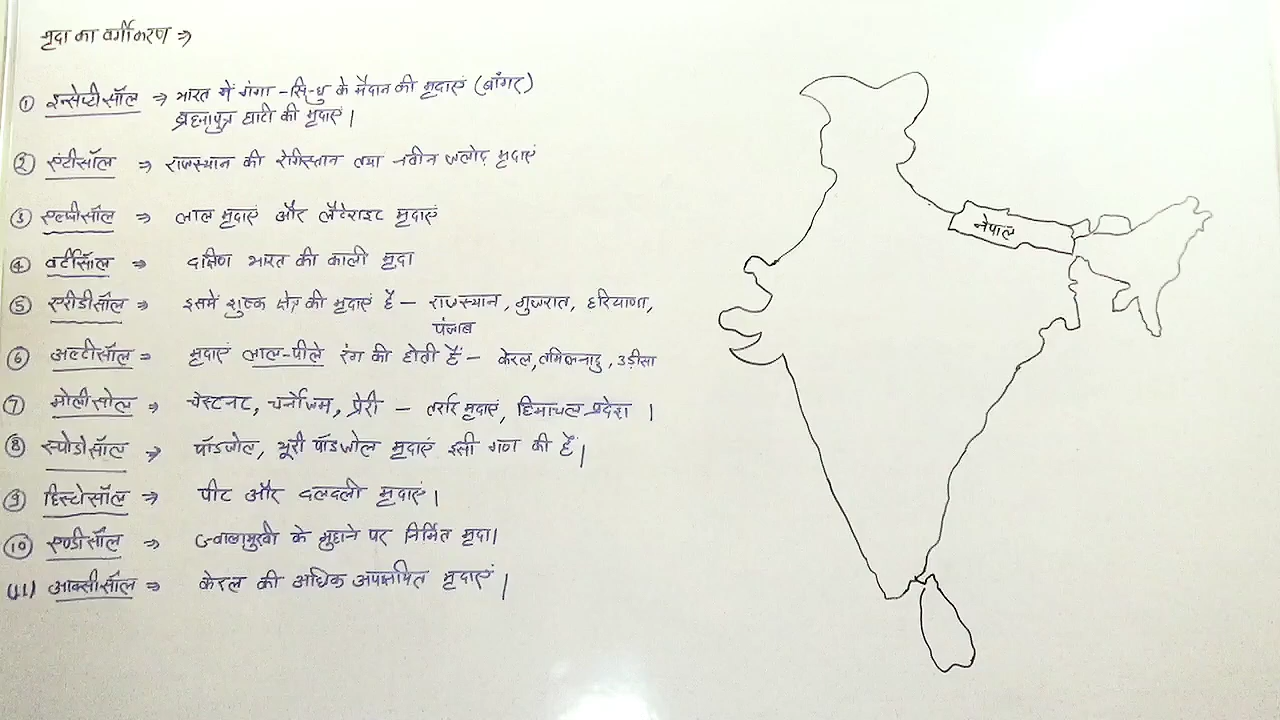 मृदा का वर्गीकरण ⇒
① इन्सेप्टीसॉल ⇒ भारत में गंगा-सिन्धु के मैदान की मृदाएं (बाँगर)
ब्रह्मपुत्र घाटी की मृदाएं।
② एंटीसॉल ⇒ राजस्थान की रेगिस्तान तथा नवीन जलोढ़ मृदाएं
③ एल्फीसॉल ⇒ लाल मृदाएं और लैटेराइट मृदाएं
④ वर्टीसॉल ⇒ दक्षिण भारत की काली मृदा
⑤ एरीडीसॉल ⇒ इसमें शुष्क क्षेत्र की मृदाएं हैं – राजस्थान, गुजरात, हरियाणा,
पंजाब
⑥ अल्टीसॉल ⇒ मृदाएं लाल-पीले रंग की होती हैं – केरल, तमिलनाडु, उड़ीसा
⑦ मोलीसोल ⇒ चेस्टनट, चर्नोजम, प्रेरी – तराई मृदाएं, हिमाचल प्रदेश।
⑧ स्पोडोसॉल ⇒ पॉडजोल, भूरी पॉडजोल मृदाएं इसी गण की हैं।
⑨ हिस्टोसॉल ⇒ पीट और दलदली मृदाएं।
⑩ एण्डीसॉल ⇒ ज्वालामुखी के मुहाने पर निर्मित मृदा।
(11) आक्सीसॉल ⇒ केरल की अधिक अपक्षयित मृदाएं।
नेपाल